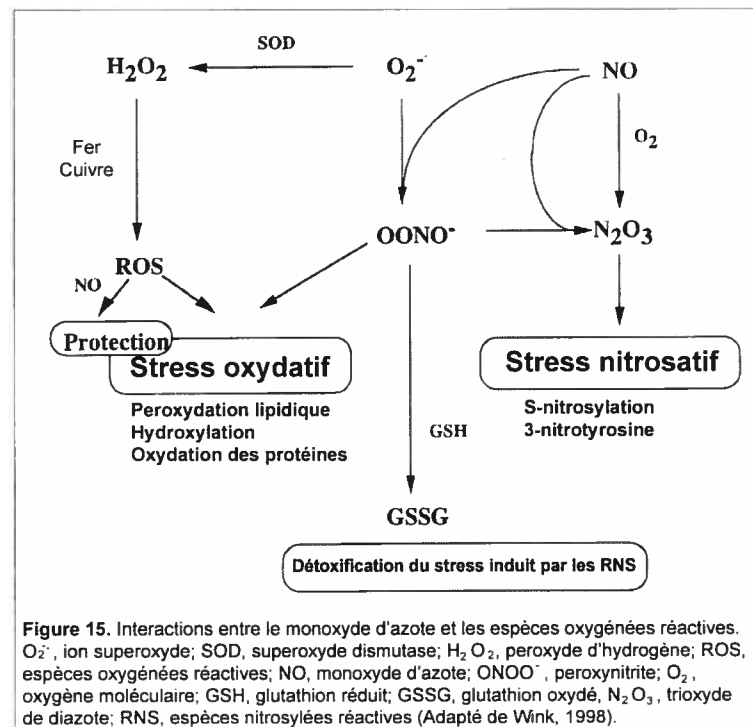 SOD
H₂O₂ O₂⁻· NO
Fer
Cuivre
O₂
OONO⁻ N₂O₃
ROS
NO
Protection
Stress oxydatif
Peroxydation lipidique
Hydroxylation
Oxydation des protéines
Stress nitrosatif
S-nitrosylation
3-nitrotyrosine
GSH
GSSG
Détoxification du stress induit par les RNS
Figure 15. Interactions entre le monoxyde d'azote et les espèces oxygénées réactives.
O₂⁻·, ion superoxyde; SOD, superoxyde dismutase; H₂O₂, peroxyde d'hydrogène; ROS,
espèces oxygénées réactives; NO, monoxyde d'azote; ONOO⁻, peroxynitrite; O₂,
oxygène moléculaire; GSH, glutathion réduit; GSSG, glutathion oxydé, N₂O₃, trioxyde
de diazote; RNS, espèces nitrosylées réactives (Adapté de Wink, 1998).